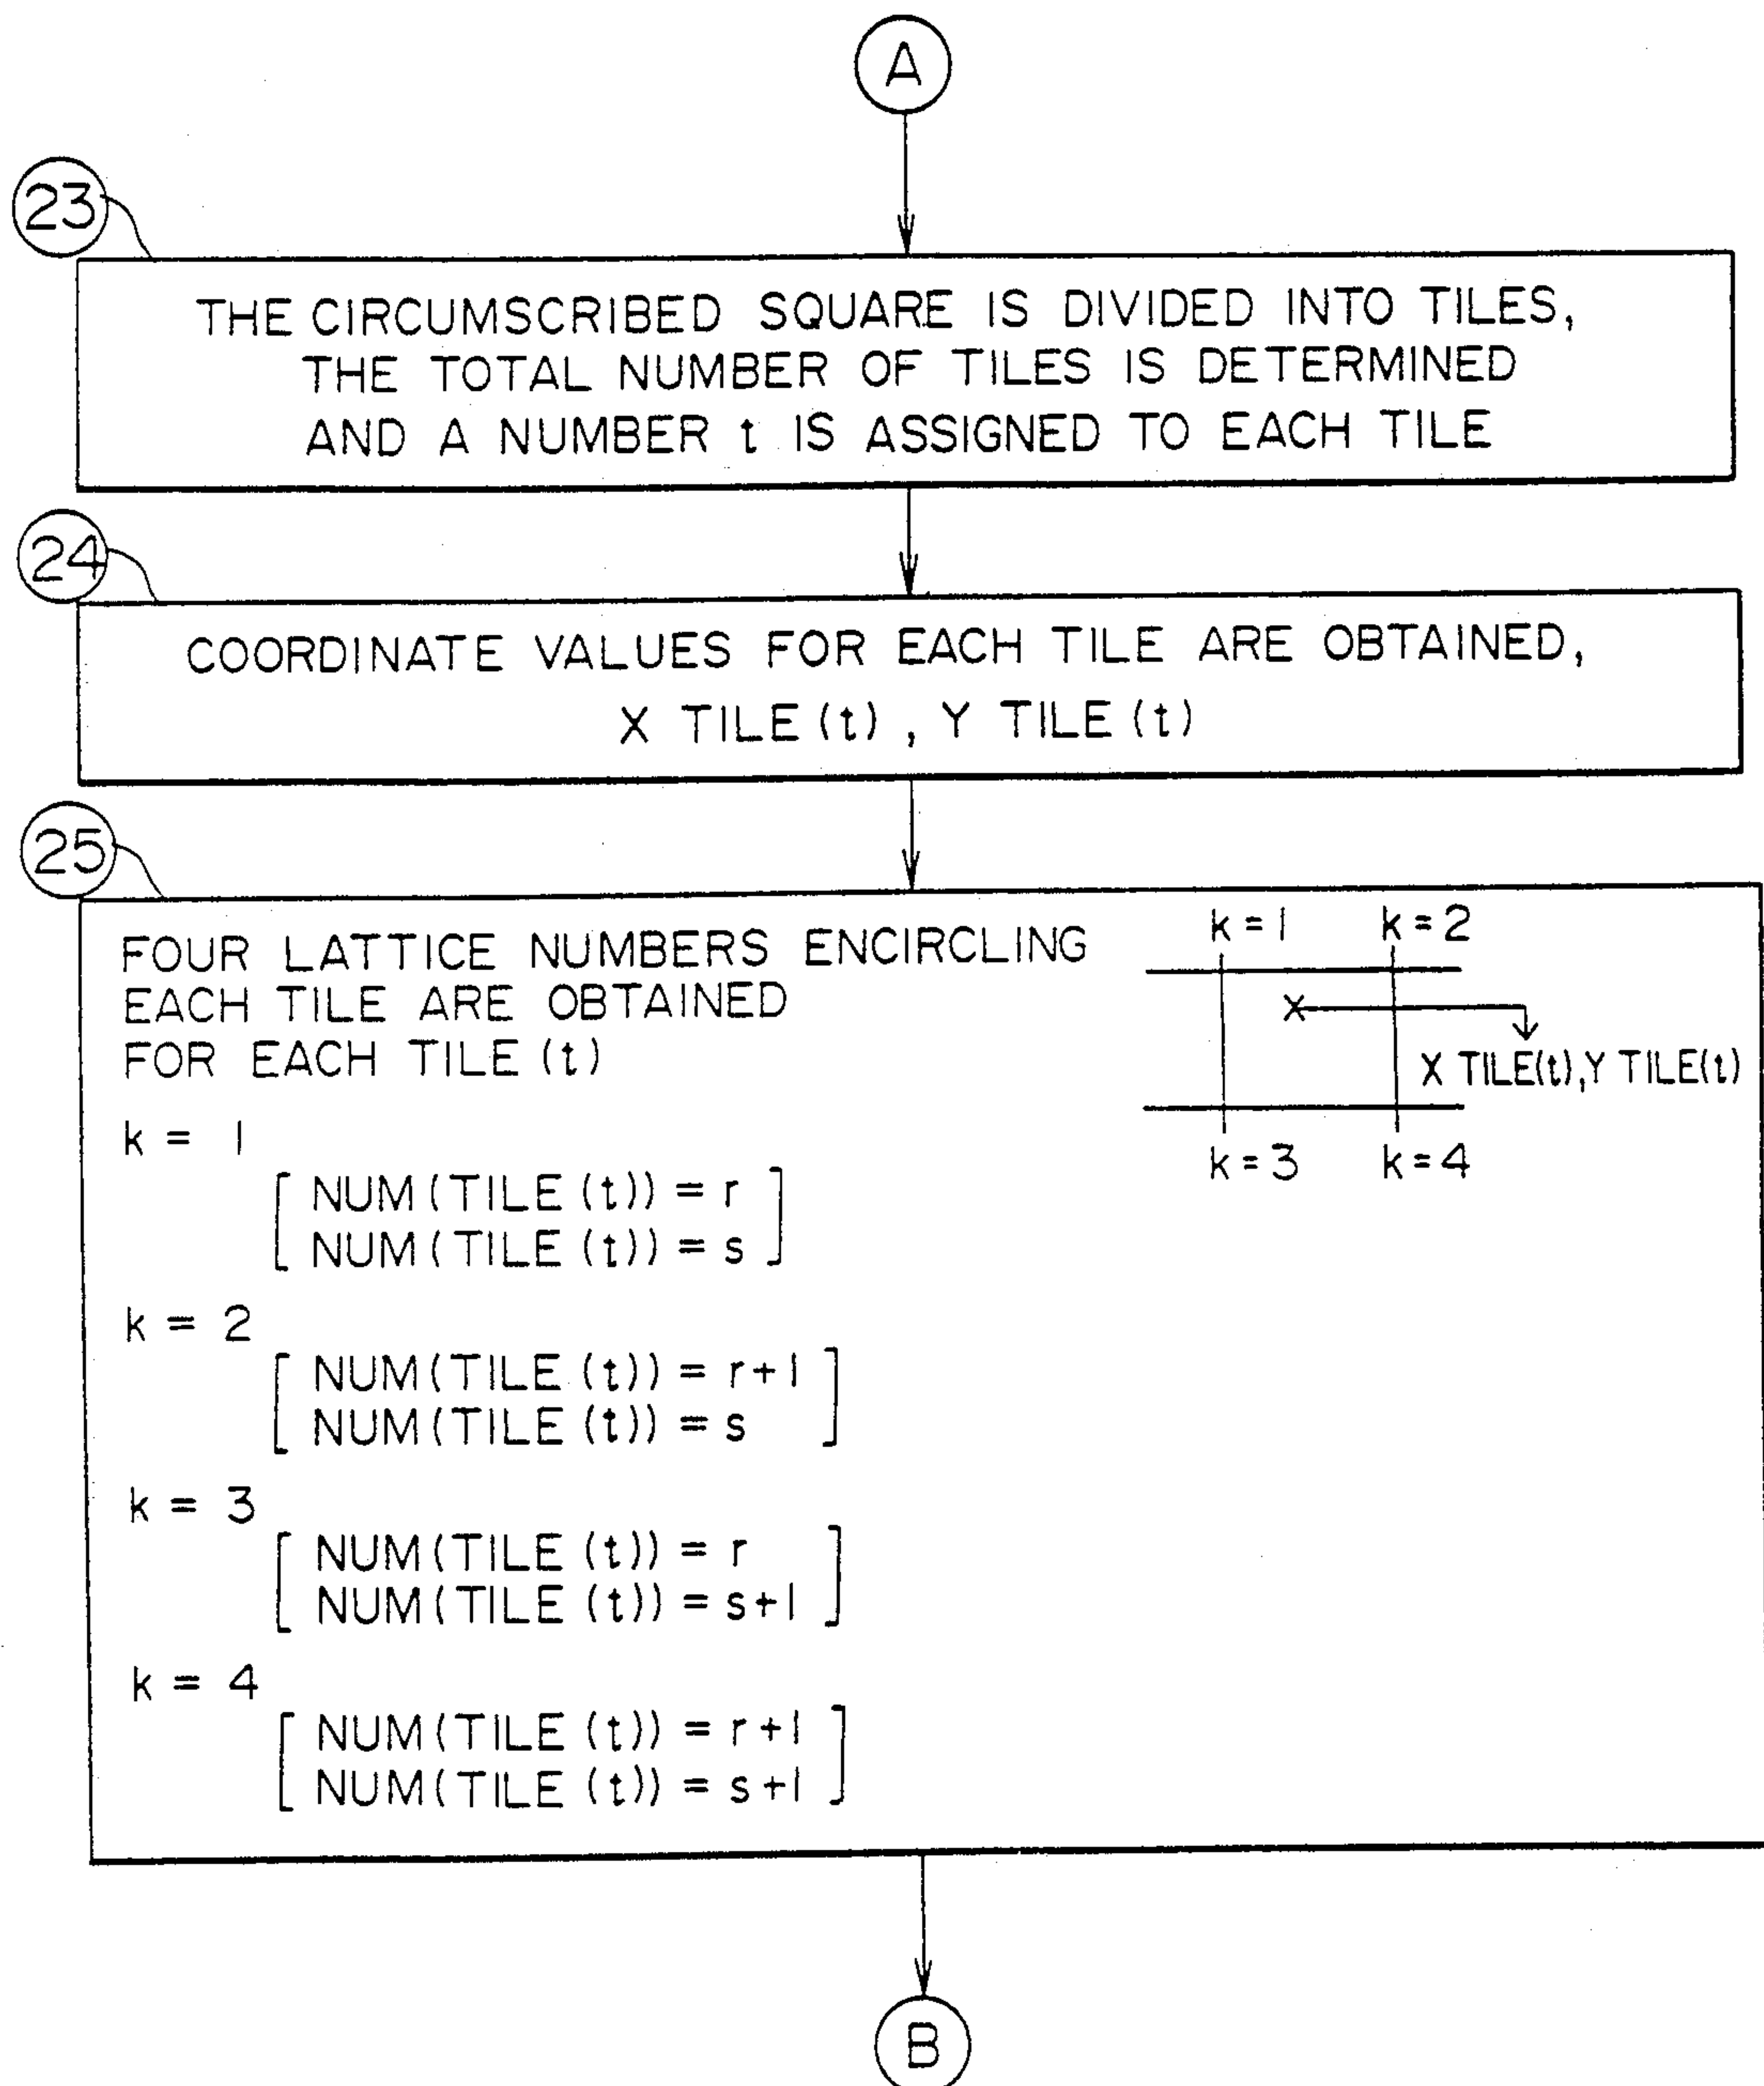 A
23
THE CIRCUMSCRIBED SQUARE IS DIVIDED INTO TILES,
THE TOTAL NUMBER OF TILES IS DETERMINED
AND A NUMBER t IS ASSIGNED TO EACH TILE
24
COORDINATE VALUES FOR EACH TILE ARE OBTAINED,
X TILE (t) , Y TILE (t)
25
FOUR LATTICE NUMBERS ENCIRCLING
EACH TILE ARE OBTAINED
FOR EACH TILE (t)
k = 1 k = 2
X
X TILE(t), Y TILE(t)
k = 3 k = 4
k = 1
[ NUM (TILE (t)) = r ]
[ NUM (TILE (t)) = s ]
k = 2
[ NUM (TILE (t)) = r+1 ]
[ NUM (TILE (t)) = s ]
k = 3
[ NUM (TILE (t)) = r ]
[ NUM (TILE (t)) = s+1 ]
k = 4
[ NUM (TILE (t)) = r+1 ]
[ NUM (TILE (t)) = s+1 ]
B